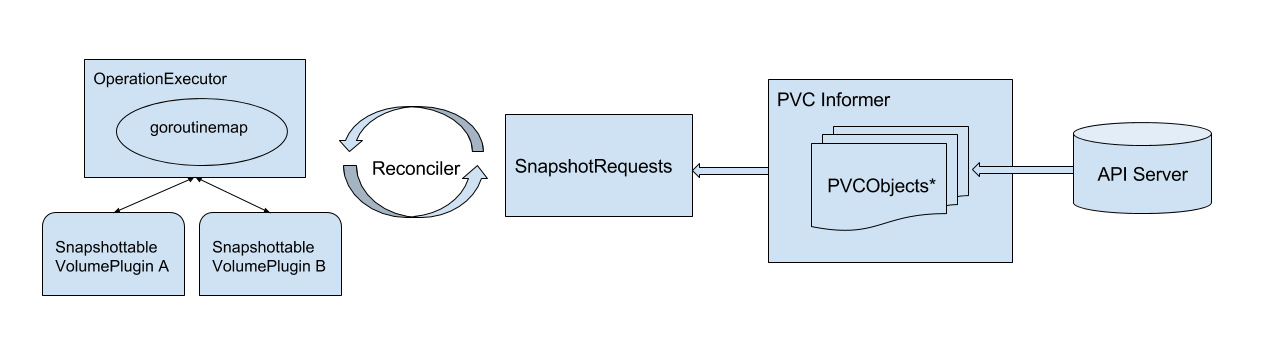 OperationExecutor
goroutinemap
Snapshottable
VolumePlugin A
Snapshottable
VolumePlugin B
Reconciler
SnapshotRequests
PVC Informer
PVCObjects*
API Server